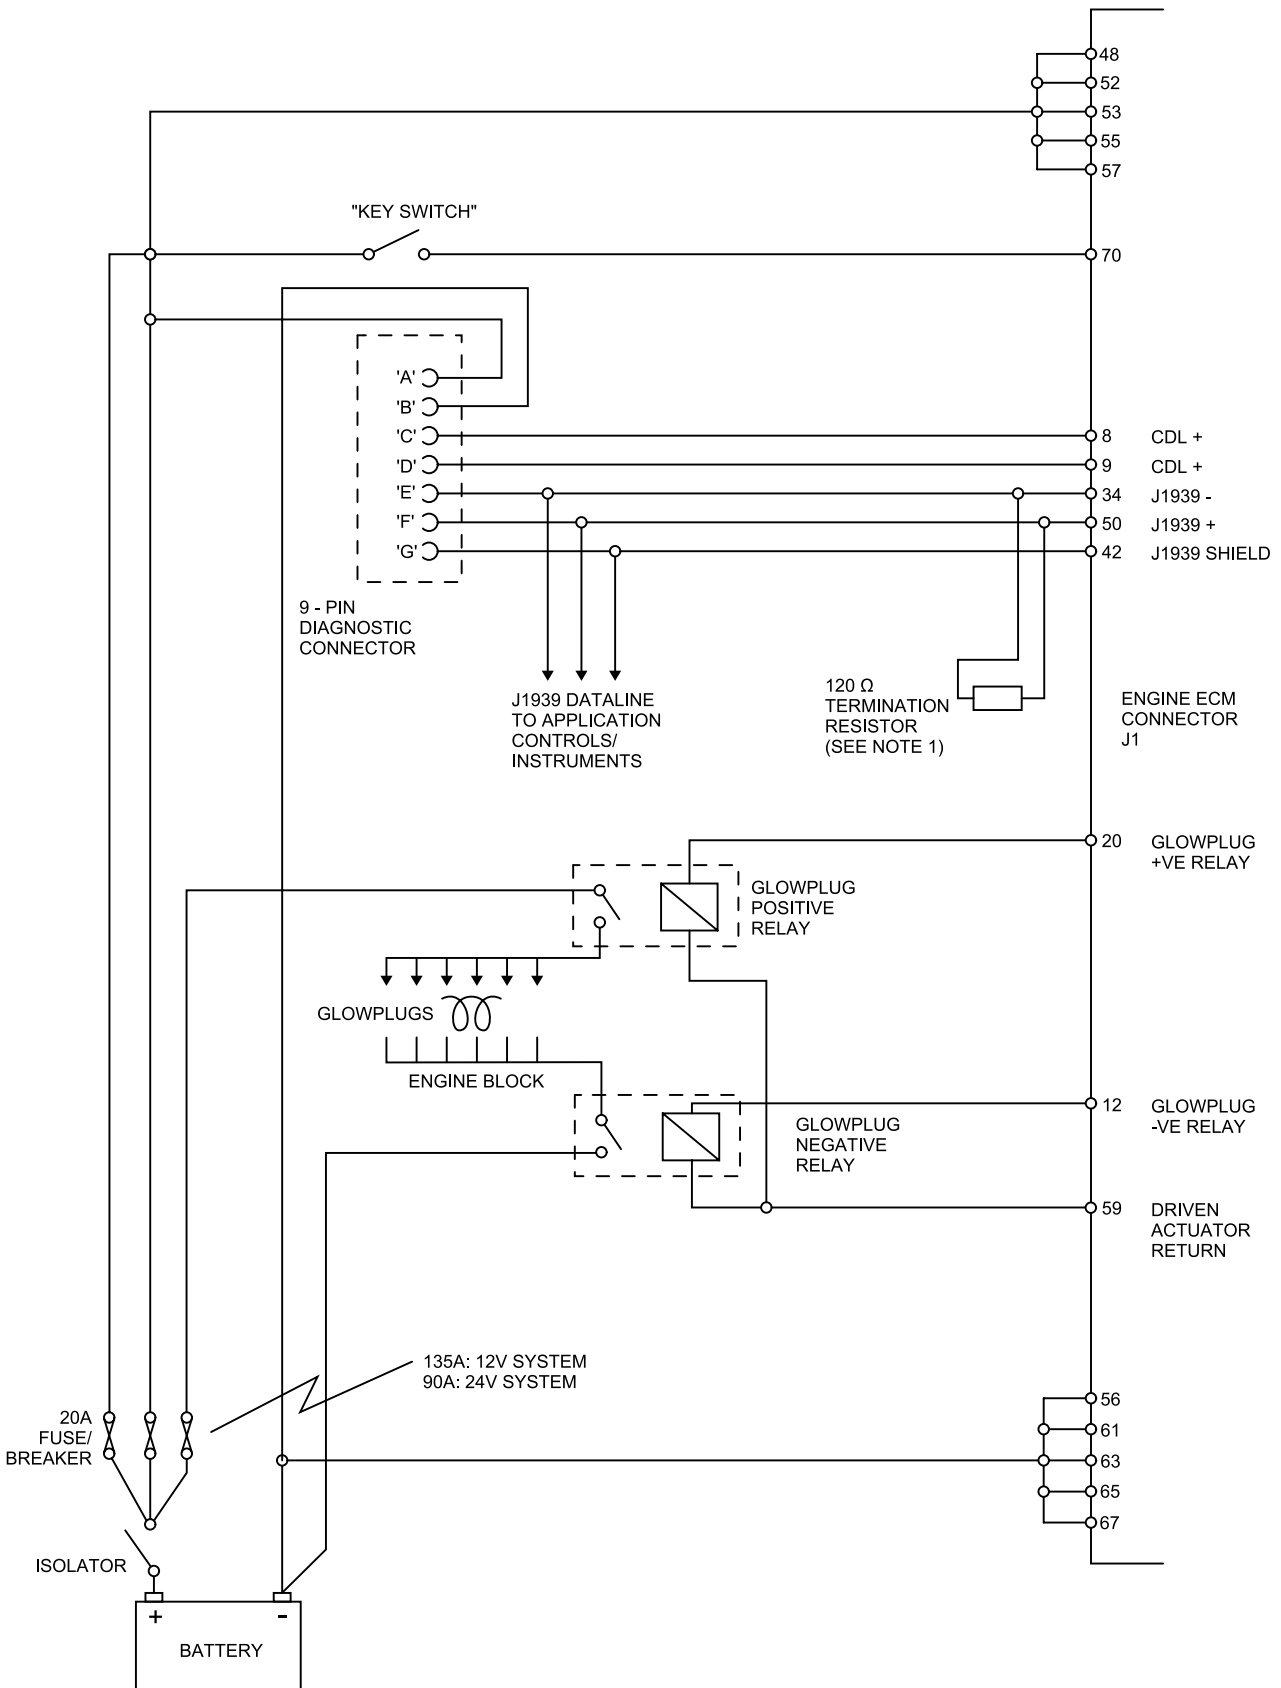 48
52
53
55
57
"KEY SWITCH"
70
'A'
'B'
'C'
8 CDL +
'D'
9 CDL +
'E'
34 J1939 -
'F'
50 J1939 +
'G'
42 J1939 SHIELD
9 - PIN
DIAGNOSTIC
CONNECTOR
J1939 DATALINE
TO APPLICATION
CONTROLS/
INSTRUMENTS
120 Ω
TERMINATION
RESISTOR
(SEE NOTE 1)
ENGINE ECM
CONNECTOR
J1
20 GLOWPLUG
+VE RELAY
GLOWPLUG
POSITIVE
RELAY
GLOWPLUGS
ENGINE BLOCK
12 GLOWPLUG
-VE RELAY
GLOWPLUG
NEGATIVE
RELAY
59 DRIVEN
ACTUATOR
RETURN
135A: 12V SYSTEM
90A: 24V SYSTEM
20A
FUSE/
BREAKER
56
61
63
65
67
ISOLATOR
+ -
BATTERY